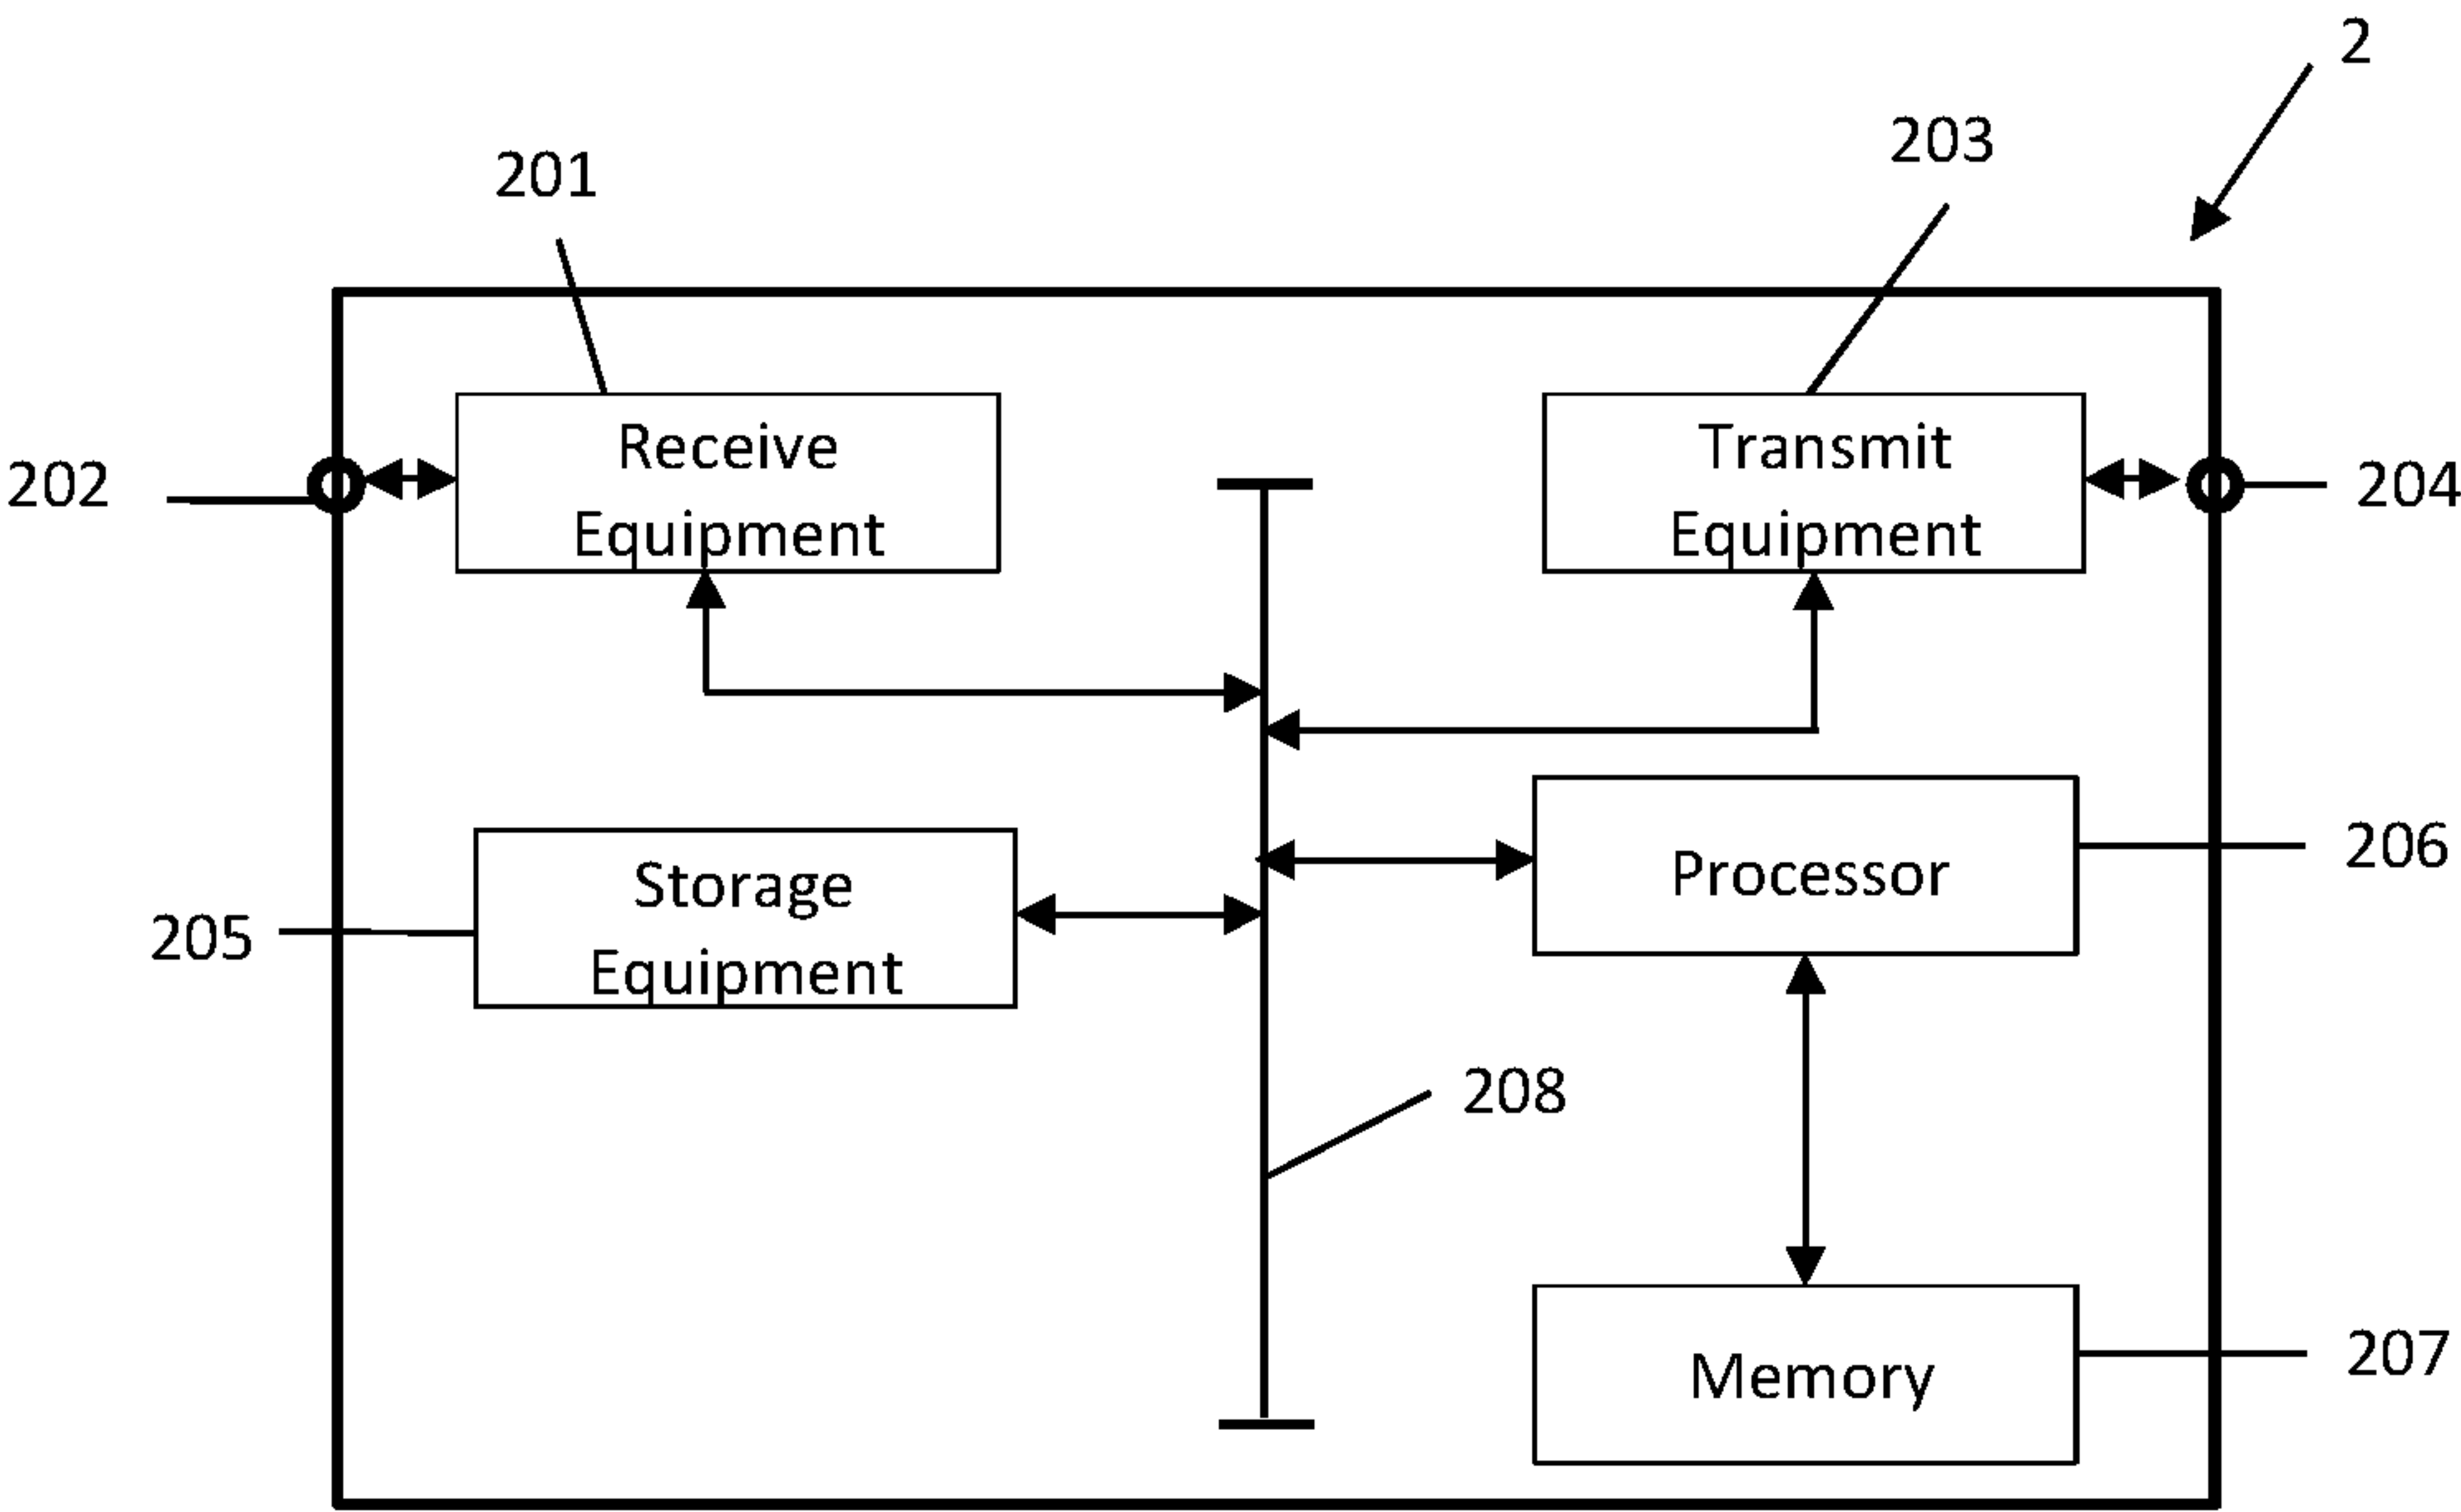 2
203
201
Receive
Equipment
Transmit
Equipment
202
204
Storage
Equipment
Processor
206
205
208
Memory
207